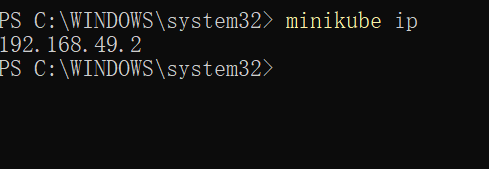 PS C:\WINDOWS\system32> minikube ip
192.168.49.2
PS C:\WINDOWS\system32>